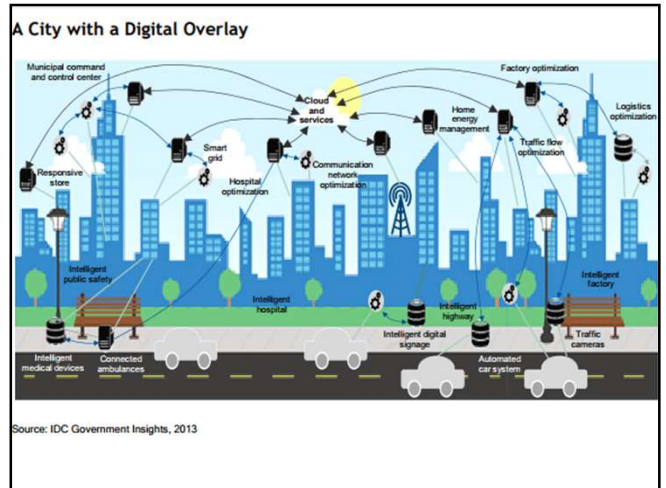 A City with a Digital Overlay
Municipal command
and control center
Factory optimization
Cloud
and
services
Home
energy
management
Logistics
optimization
Smart
grid
Traffic flow
optimization
Responsive
store
Hospital
optimization
Communication
network
optimization
Intelligent
public safety
Intelligent
hospital
Intelligent
highway
Intelligent
factory
Intelligent
medical devices
Connected
ambulances
Intelligent digital
signage
Automated
car system
Traffic
cameras
Source: IDC Government Insights, 2013